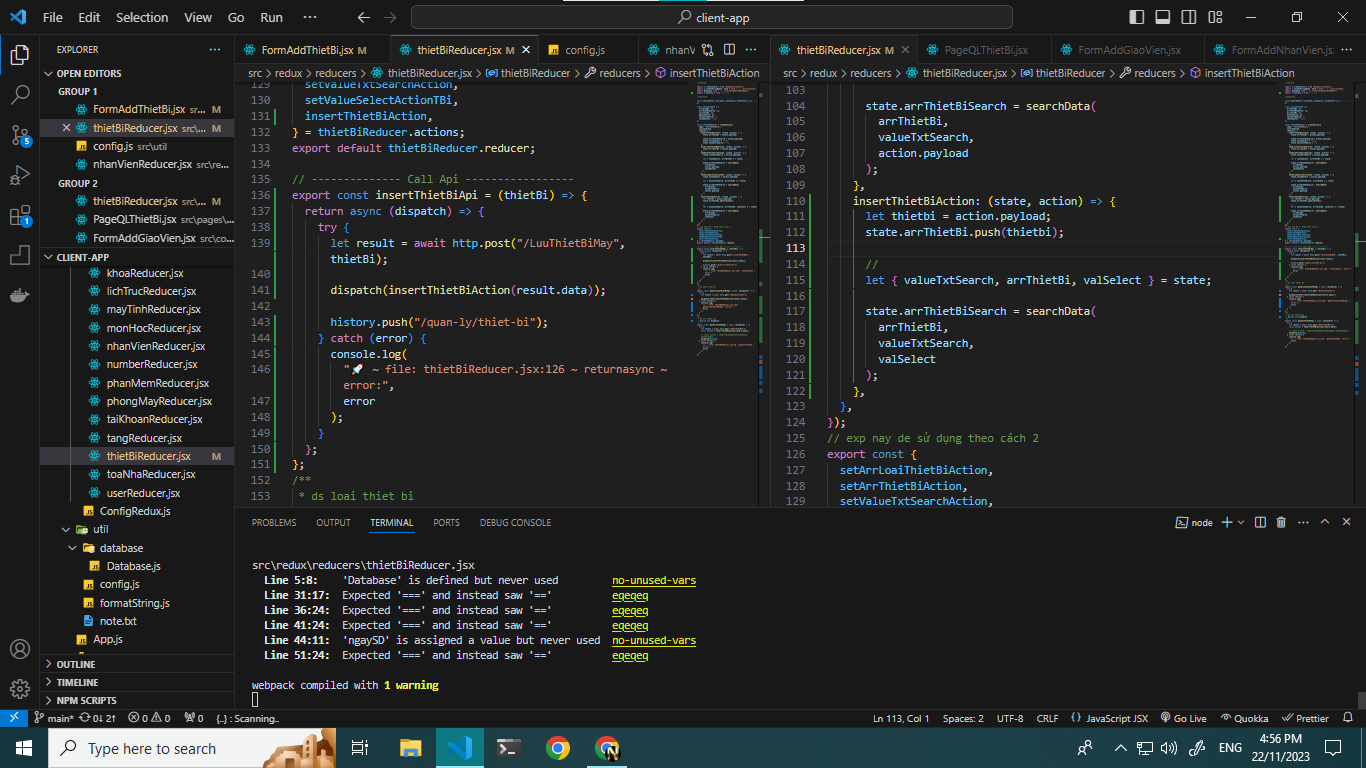 File Edit Selection View Go Run ··· client-app
EXPLORER
OPEN EDITORS
GROUP 1
FormAddThietBi.jsx sr... M
thietBiReducer.jsx src\... M
config.js src\util
nhanVienReducer.jsx src\re...
GROUP 2
thietBiReducer.jsx src\... M
PageQLThietBi.js src\pages\...
FormAddGiaoVien.jsx src\co...
CLIENT-APP
khoaReducer.jsx
lichTrucReducer.jsx
mayTinhReducer.jsx
monHocReducer.jsx
nhanVienReducer.jsx
numberReducer.jsx
phanMemReducer.jsx
phongMayReducer.jsx
taiKhoanReducer.jsx
tangReducer.jsx
thietBiReducer.jsx M
toaNhaReducer.jsx
userReducer.jsx
ConfigRedux.js
util
database
Database.js
config.js
formatString.js
note.txt
App.js
OUTLINE
TIMELINE
NPM SCRIPTS
FormAddThietBi.jsx M thietBiReducer.jsx M config.js nhanV
src > redux > reducers > thietBiReducer.jsx > thietBiReducer > reducers > insertThietBiAction
129 setValueTxtSearchAction,
130 setValueSelectActionTBi,
131 insertThietBiAction,
132 } = thietBiReducer.actions;
133 export default thietBiReducer.reducer;
134
135 // -------------- Call Api -----------------
136 export const insertThietBiApi = (thietBi) => {
137 return async (dispatch) => {
138 try {
139 let result = await http.post("/LuuThietBiMay",
thietBi);
140
141 dispatch(insertThietBiAction(result.data));
142
143 history.push("/quan-ly/thiet-bi");
144 } catch (error) {
145 console.log(
146 "🚀 ~ file: thietBiReducer.jsx:126 ~ returnasync ~
error:",
147 error
148 );
149 }
150 };
151 };
152 /**
153 * ds loai thiet bi
thietBiReducer.jsx M PageQLThietBi.jsx FormAddGiaoVien.jsx FormAddNhanVien.js:
src > redux > reducers > thietBiReducer.jsx > thietBiReducer > reducers > insertThietBiAction
103
104 state.arrThietBiSearch = searchData(
105 arrThietBi,
106 valueTxtSearch,
107 action.payload
108 );
109 },
110 insertThietBiAction: (state, action) => {
111 let thietbi = action.payload;
112 state.arrThietBi.push(thietbi);
113
114 //
115 let { valueTxtSearch, arrThietBi, valSelect } = state;
116
117 state.arrThietBiSearch = searchData(
118 arrThietBi,
119 valueTxtSearch,
120 valSelect
121 );
122 },
123 },
124 });
125 // exp nay de sử dụng theo cách 2
126 export const {
127 setArrLoaiThietBiAction,
128 setArrThietBiAction,
129 setValueTxtSearchAction,
PROBLEMS OUTPUT TERMINAL PORTS DEBUG CONSOLE node
src\redux\reducers\thietBiReducer.jsx
Line 5:8: 'Database' is defined but never used no-unused-vars
Line 31:17: Expected '===' and instead saw '==' eqeqeq
Line 36:24: Expected '===' and instead saw '==' eqeqeq
Line 41:24: Expected '===' and instead saw '==' eqeqeq
Line 44:11: 'ngaySD' is assigned a value but never used no-unused-vars
Line 51:24: Expected '===' and instead saw '==' eqeqeq
webpack compiled with 1 warning
main* 0↓ 2↑ 0 0 0 {..} : Scanning.. Ln 113, Col 1 Spaces: 2 UTF-8 CRLF {} JavaScript JSX Go Live Quokka Prettier
Type here to search ENG 4:56 PM
22/11/2023